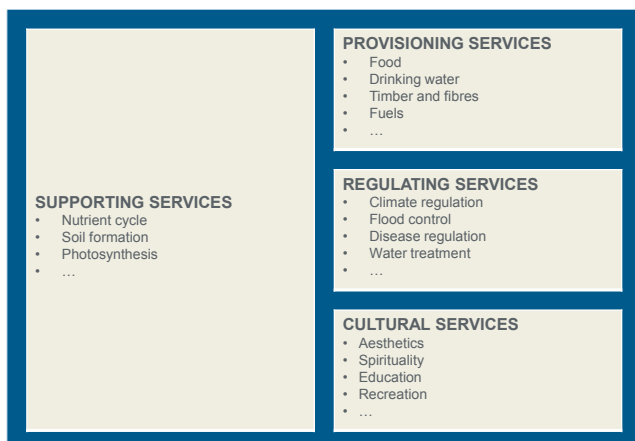 SUPPORTING SERVICES
• Nutrient cycle
• Soil formation
• Photosynthesis
• …
PROVISIONING SERVICES
• Food
• Drinking water
• Timber and fibres
• Fuels
• …
REGULATING SERVICES
• Climate regulation
• Flood control
• Disease regulation
• Water treatment
• …
CULTURAL SERVICES
• Aesthetics
• Spirituality
• Education
• Recreation
• …